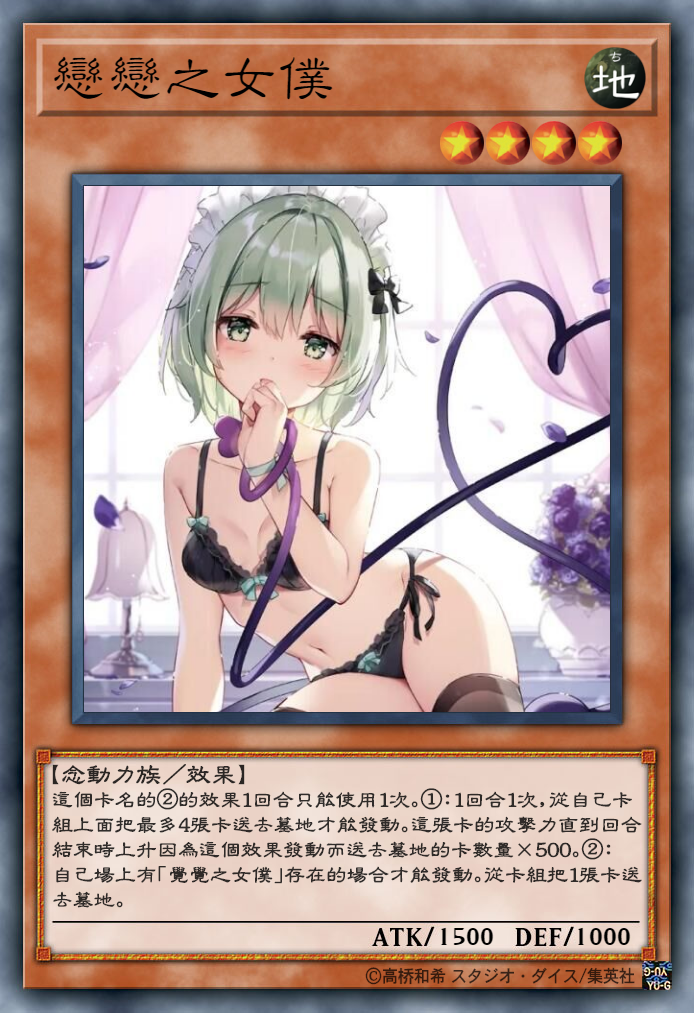 戀戀之女僕
ち
地
【念動力族／效果】
這個卡名的②的效果1回合只能使用1次。①：1回合1次，從自己卡
組上面把最多4張卡送去墓地才能發動。這張卡的攻擊力直到回合
結束時上升因為這個效果發動而送去墓地的卡數量×500。②：
自己場上有「覺覺之女僕」存在的場合才能發動。從卡組把1張卡送
去墓地。
ATK/1500 DEF/1000
©高桥和希 スタジオ・ダイス/集英社
YU-G